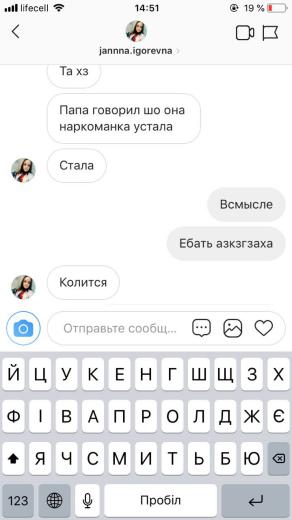 lifecell
14:51
19 %
jannna.igorevna >
Та хз
Папа говорил шо она
наркоманка устала
Стала
Всмысле
Ебать азкзгзаха
Колится
Отправьте сообщ...
Й Ц У К Е Н Г Ш Щ З Х
Ф І В А П Р О Л Д Ж Є
Я Ч С М И Т Ь Б Ю
123 Пробіл